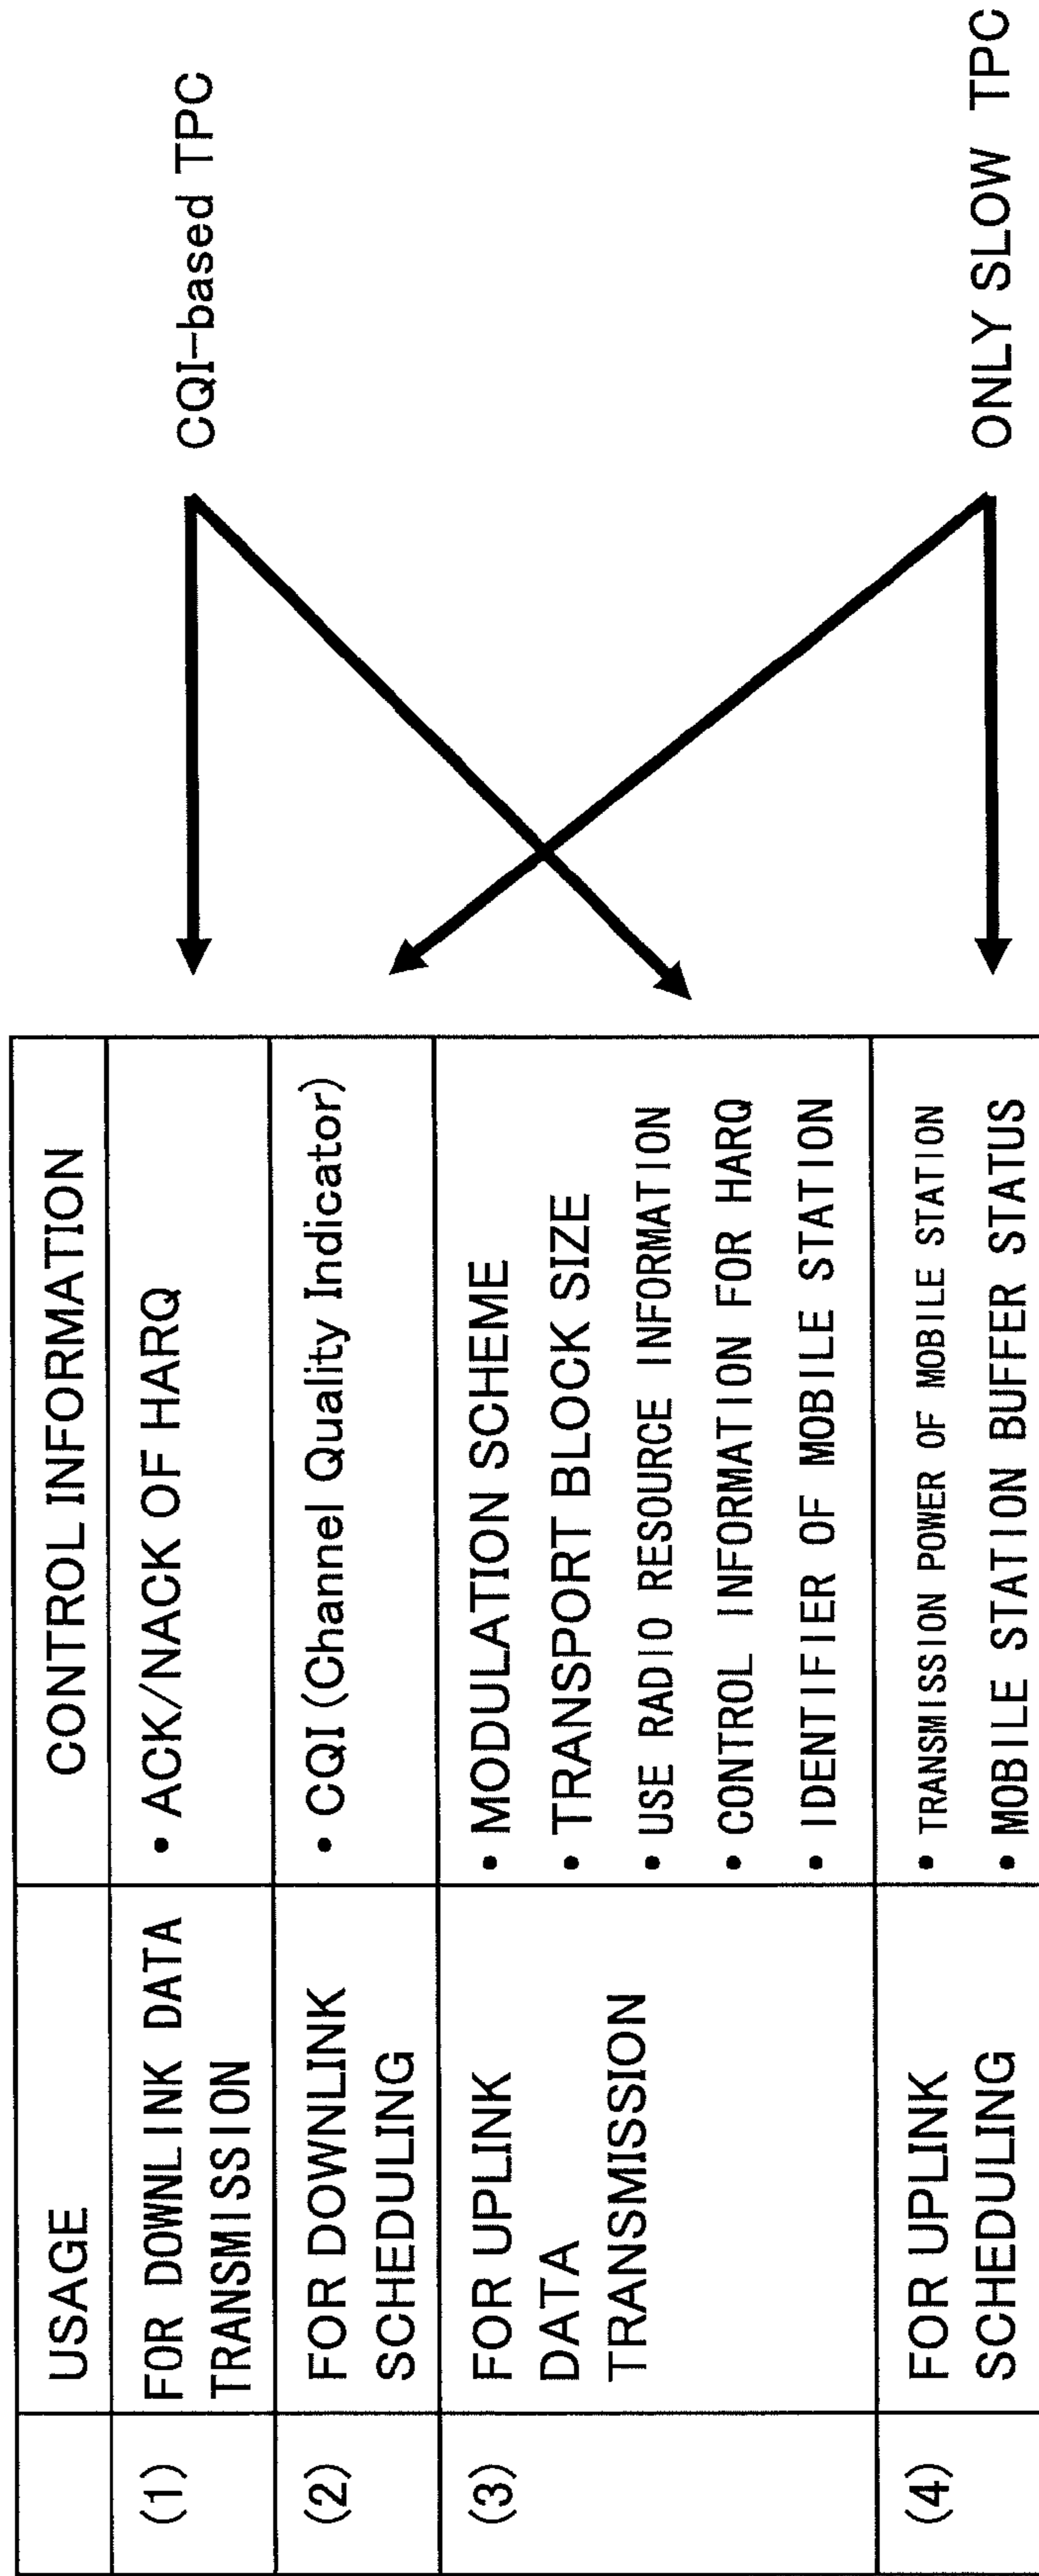 USAGE
CONTROL INFORMATION
(1)
FOR DOWNLINK DATA
TRANSMISSION
• ACK/NACK OF HARQ
(2)
FOR DOWNLINK
SCHEDULING
• CQI (Channel Quality Indicator)
(3)
FOR UPLINK
DATA
TRANSMISSION
• MODULATION SCHEME
• TRANSPORT BLOCK SIZE
• USE RADIO RESOURCE INFORMATION
• CONTROL INFORMATION FOR HARQ
• IDENTIFIER OF MOBILE STATION
(4)
FOR UPLINK
SCHEDULING
• TRANSMISSION POWER OF MOBILE STATION
• MOBILE STATION BUFFER STATUS
CQI-based TPC
ONLY SLOW TPC